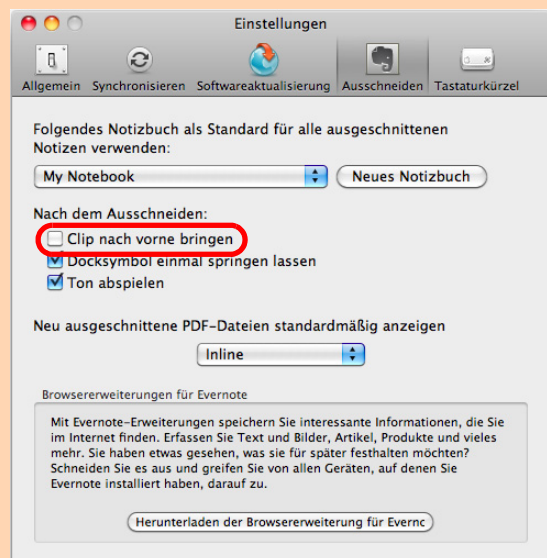 Einstellungen
Allgemein Synchronisieren Softwareaktualisierung Ausschneiden Tastaturkürzel
Folgendes Notizbuch als Standard für alle ausgeschnittenen
Notizen verwenden:
My Notebook Neues Notizbuch
Nach dem Ausschneiden:
Clip nach vorne bringen
Docksymbol einmal springen lassen
Ton abspielen
Neu ausgeschnittene PDF-Dateien standardmäßig anzeigen
Inline
Browsererweiterungen für Evernote
Mit Evernote-Erweiterungen speichern Sie interessante Informationen, die Sie
im Internet finden. Erfassen Sie Text und Bilder, Artikel, Produkte und vieles
mehr. Sie haben etwas gesehen, was sie für später festhalten möchten?
Schneiden Sie es aus und greifen Sie von allen Geräten, auf denen Sie
Evernote installiert haben, darauf zu.
Herunterladen der Browsererweiterung für Evernc